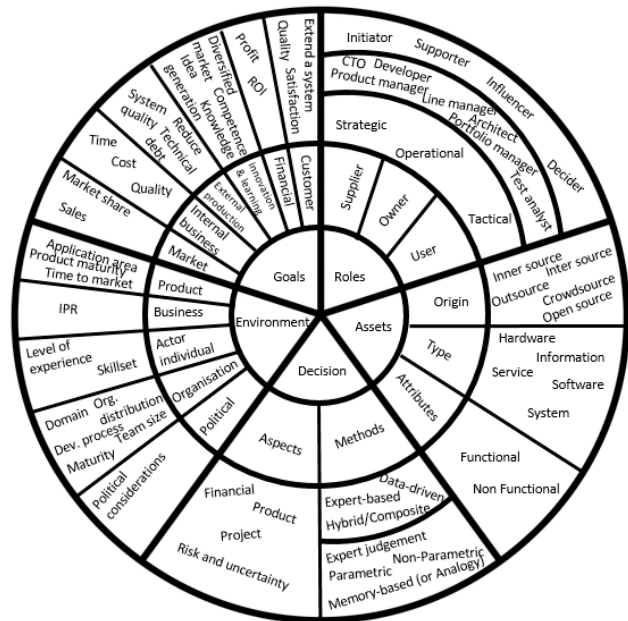 Goals
Roles
Assets
Decision
Environment
Supplier
Owner
User
Strategic
Operational
Tactical
CTO Developer
Product manager
Line manager
Architect
Portfolio manager
Test analyst
Initiator
Supporter
Influencer
Decider
Origin
Inner source
Outsource
Inter source
Crowdsource
Open source
Type
Hardware
Information
Service
Software
System
Attributes
Functional
Non Functional
Methods
Data-driven
Expert-based
Hybrid/Composite
Expert judgement
Non-Parametric
Parametric
Memory-based (or Analogy)
Aspects
Financial
Product
Project
Risk and uncertainty
Political
Political
considerations
Organisation
Domain Org.
distribution
Dev. process
Maturity Team size
Actor
individual
Level of
experience
Skillset
Business
IPR
Product
Application area
Product maturity
Time to market
Market
Market share
Sales
Internal
business
Time
Cost
Quality
External
production
System
quality
Reduce
Technical
debt
Innovation
& learning
Idea
generation
Diversified
market
Competence
Knowledge
Financial
Profit
ROI
Customer
Quality
Satisfaction
Extend a system